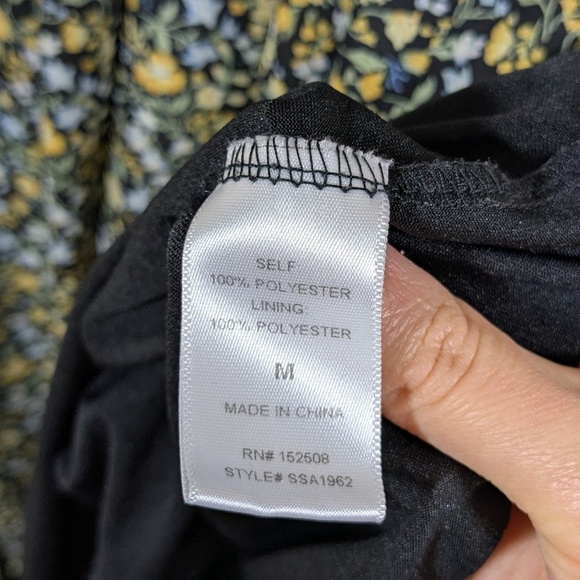 SELF:
100% POLYESTER
LINING:
100% POLYESTER
M
MADE IN CHINA
RN# 152508
STYLE# SSA1962